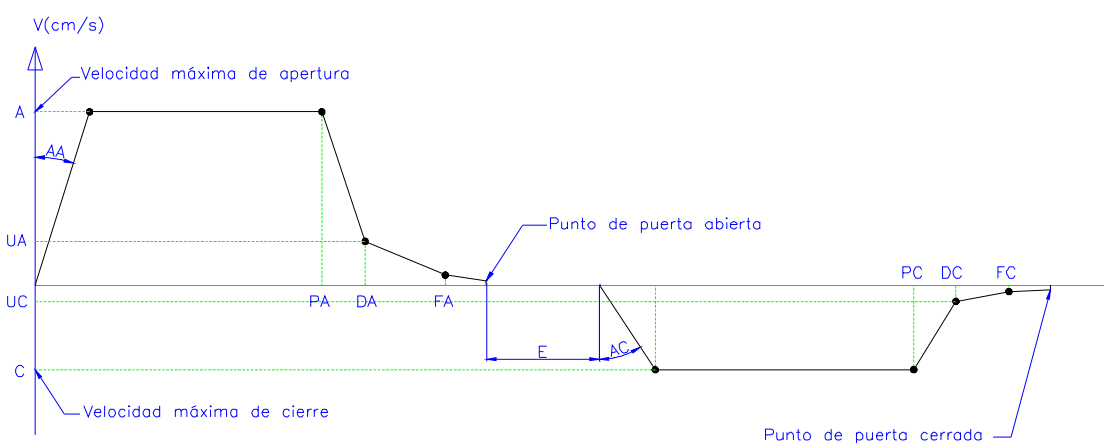 V(cm/s)
Velocidad máxima de apertura
A
AA
Punto de puerta abierta
UA
PC DC FC
UC PA DA FA
E AC
C
Velocidad máxima de cierre
Punto de puerta cerrada